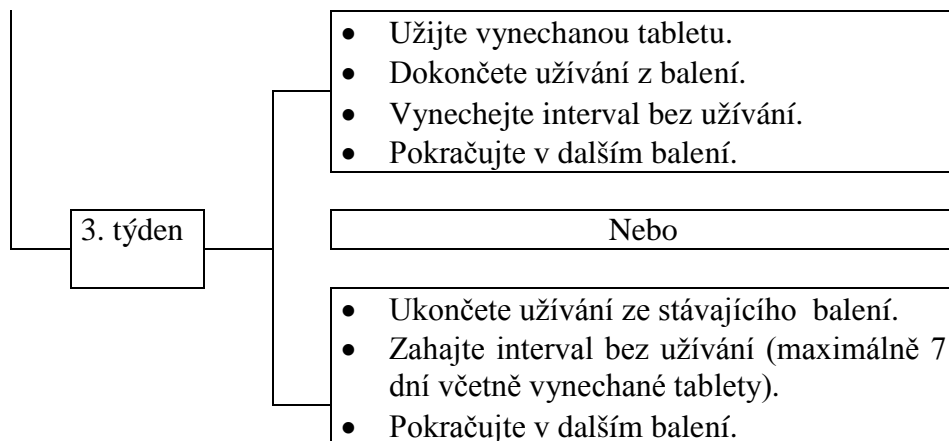 • Užijte vynechanou tabletu.
• Dokončete užívání z balení.
• Vynechejte interval bez užívání.
• Pokračujte v dalším balení.
3. týden
Nebo
• Ukončete užívání ze stávajícího balení.
• Zahajte interval bez užívání (maximálně 7
dní včetně vynechané tablety).
• Pokračujte v dalším balení.